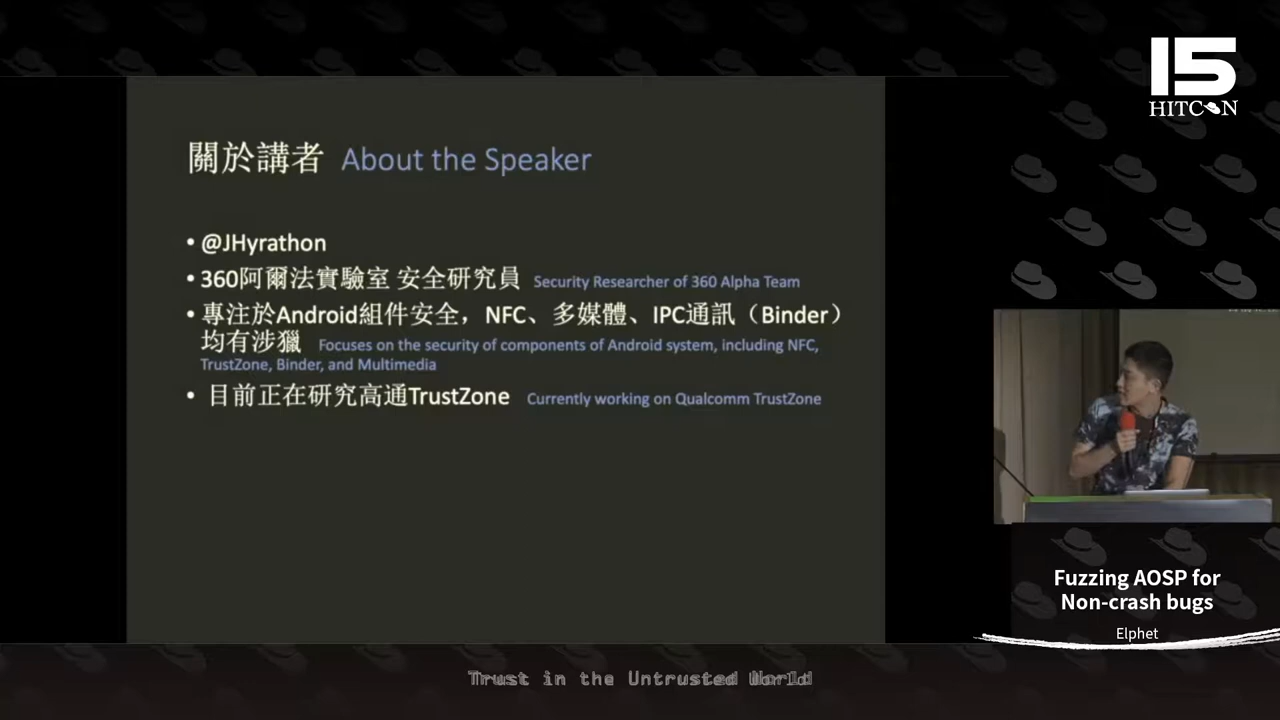 15
HITCON
關於講者 About the Speaker
• @JHyrathon
• 360阿爾法實驗室 安全研究員 Security Researcher of 360 Alpha Team
• 專注於Android組件安全，NFC、多媒體、IPC通訊（Binder）
均有涉獵 Focuses on the security of components of Android system, including NFC,
TrustZone, Binder, and Multimedia
• 目前正在研究高通TrustZone Currently working on Qualcomm TrustZone
Fuzzing AOSP for
Non-crash bugs
Elphet
Trust in the Untrusted World